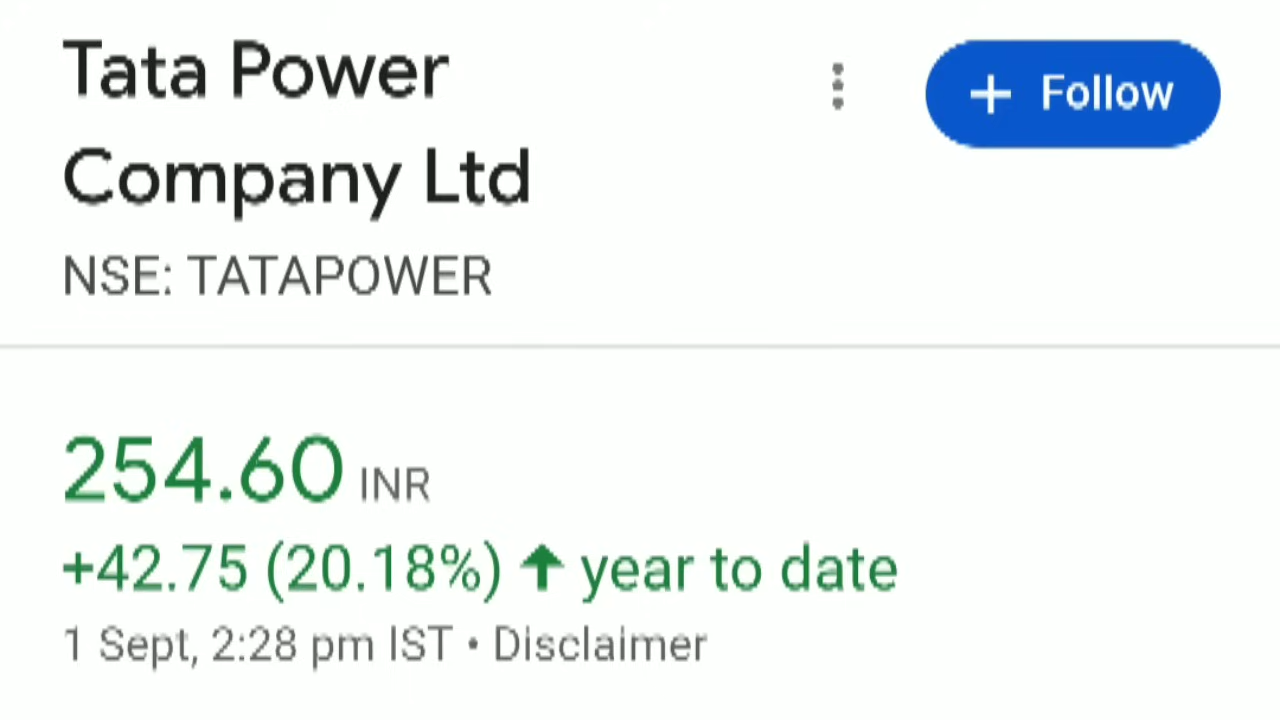 Tata Power
Company Ltd
+ Follow
NSE: TATAPOWER
254.60 INR
+42.75 (20.18%) ↑ year to date
1 Sept, 2:28 pm IST • Disclaimer